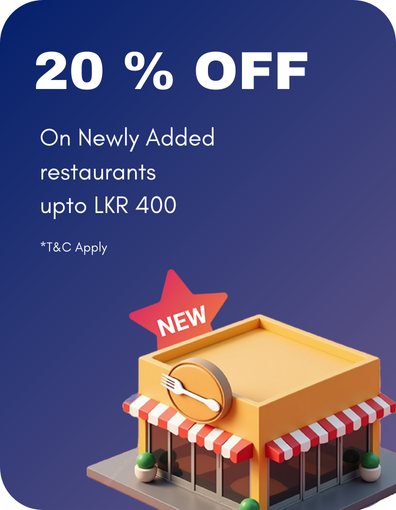 20 % OFF
On Newly Added
restaurants
upto LKR 400
*T&C Apply
NEW